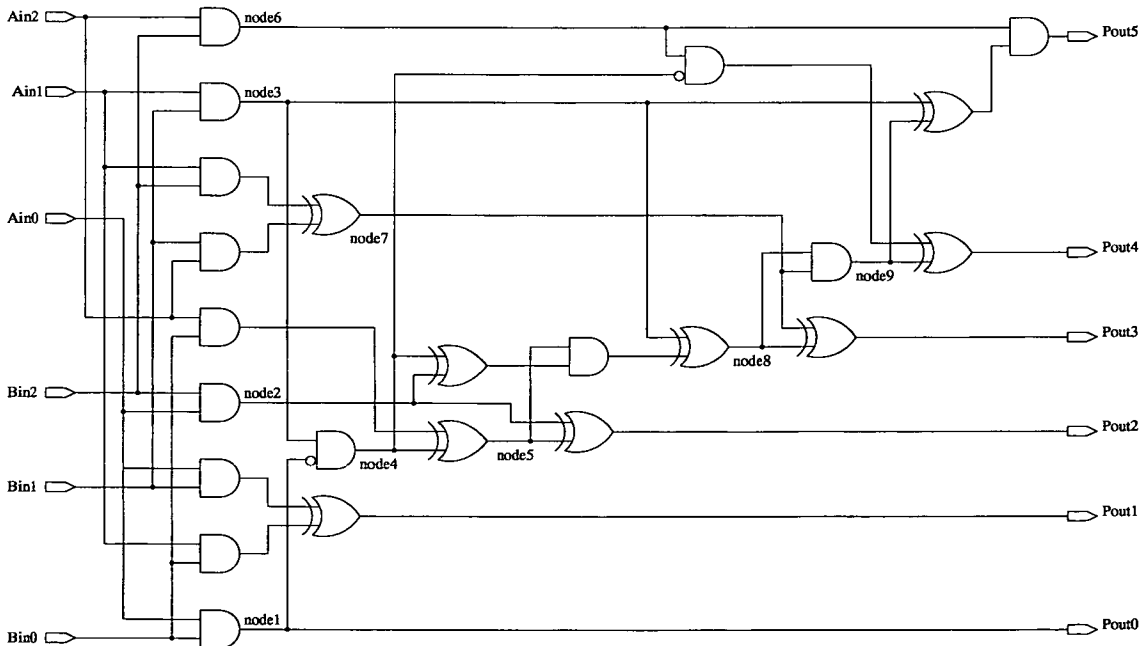 Ain2
node6
Pout5
Ain1
node3
Ain0
node7
Pout4
node9
Pout3
node8
Bin2
node2
Pout2
node5
node4
Bin1
Pout1
node1
Pout0
Bin0